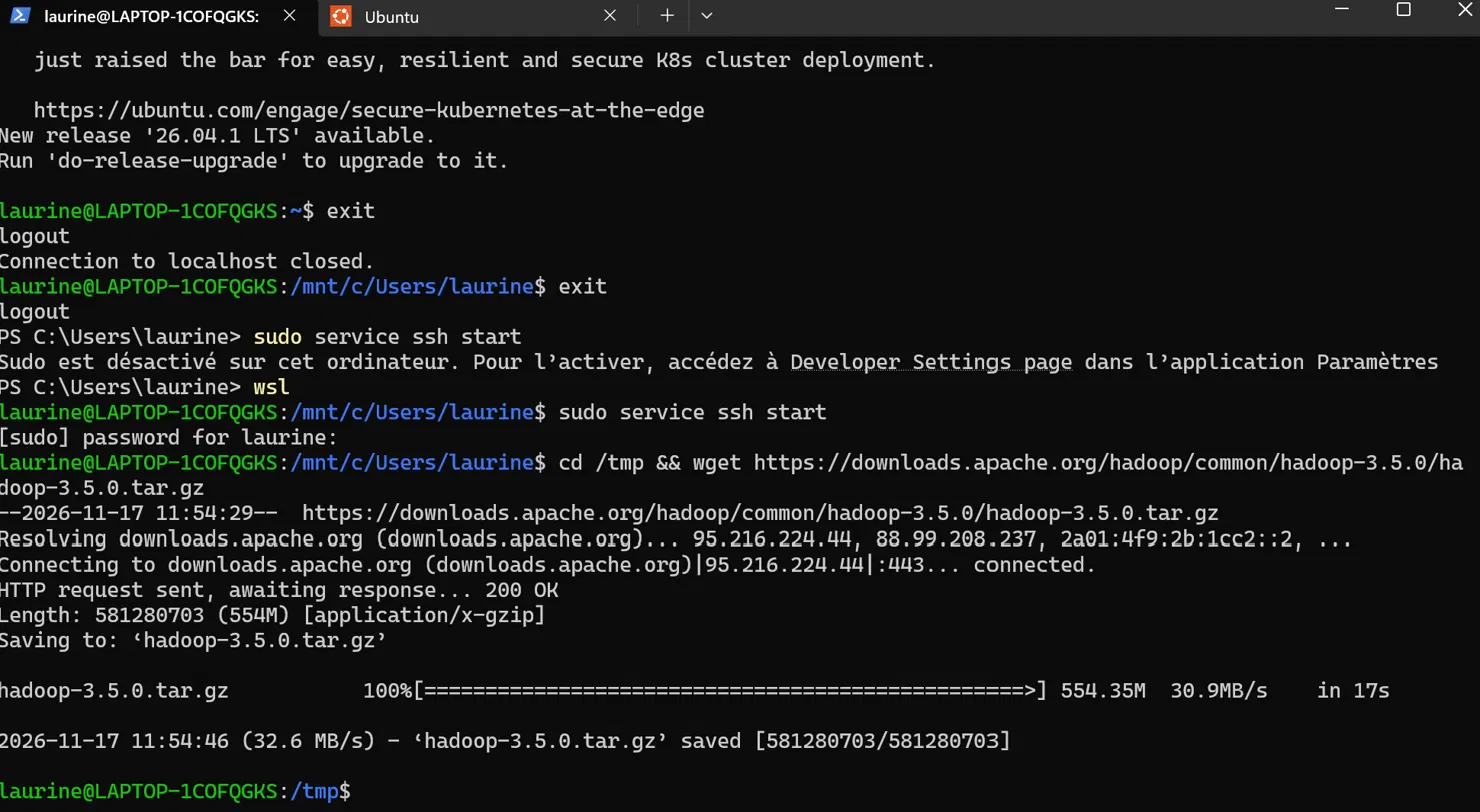 laurine@LAPTOP-1COFQGKS: Ubuntu
just raised the bar for easy, resilient and secure K8s cluster deployment.
https://ubuntu.com/engage/secure-kubernetes-at-the-edge
New release '26.04.1 LTS' available.
Run 'do-release-upgrade' to upgrade to it.
laurine@LAPTOP-1COFQGKS:~$ exit
logout
Connection to localhost closed.
laurine@LAPTOP-1COFQGKS:/mnt/c/Users/laurine$ exit
logout
PS C:\Users\laurine> sudo service ssh start
Sudo est désactivé sur cet ordinateur. Pour l’activer, accédez à Developer Settings page dans l’application Paramètres
PS C:\Users\laurine> wsl
laurine@LAPTOP-1COFQGKS:/mnt/c/Users/laurine$ sudo service ssh start
[sudo] password for laurine:
laurine@LAPTOP-1COFQGKS:/mnt/c/Users/laurine$ cd /tmp && wget https://downloads.apache.org/hadoop/common/hadoop-3.5.0/ha
doop-3.5.0.tar.gz
--2026-11-17 11:54:29--  https://downloads.apache.org/hadoop/common/hadoop-3.5.0/hadoop-3.5.0.tar.gz
Resolving downloads.apache.org (downloads.apache.org)... 95.216.224.44, 88.99.208.237, 2a01:4f9:2b:1cc2::2, ...
Connecting to downloads.apache.org (downloads.apache.org)|95.216.224.44|:443... connected.
HTTP request sent, awaiting response... 200 OK
Length: 581280703 (554M) [application/x-gzip]
Saving to: ‘hadoop-3.5.0.tar.gz’
hadoop-3.5.0.tar.gz 100%[=================================================>] 554.35M 30.9MB/s in 17s
2026-11-17 11:54:46 (32.6 MB/s) - ‘hadoop-3.5.0.tar.gz’ saved [581280703/581280703]
laurine@LAPTOP-1COFQGKS:/tmp$